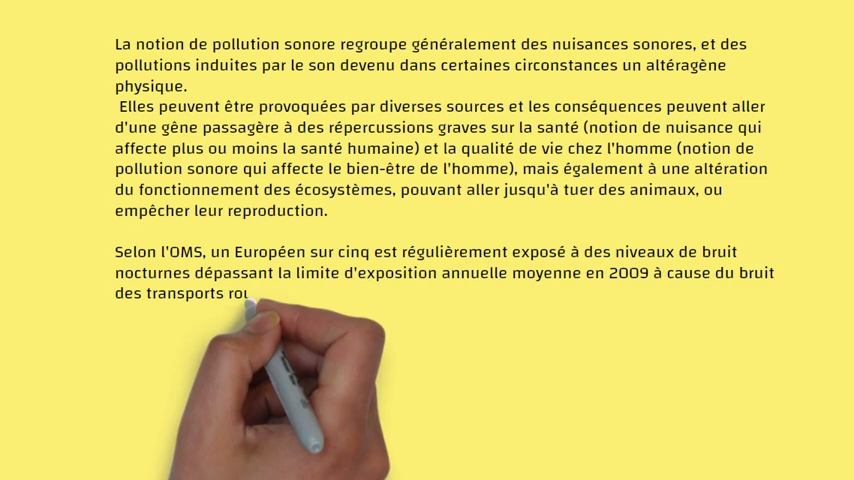 La notion de pollution sonore regroupe généralement des nuisances sonores, et des
pollutions induites par le son devenu dans certaines circonstances un altéragène
physique.
Elles peuvent être provoquées par diverses sources et les conséquences peuvent aller
d'une gêne passagère à des répercussions graves sur la santé (notion de nuisance qui
affecte plus ou moins la santé humaine) et la qualité de vie chez l'homme (notion de
pollution sonore qui affecte le bien-être de l'homme), mais également à une altération
du fonctionnement des écosystèmes, pouvant aller jusqu'à tuer des animaux, ou
empêcher leur reproduction.
Selon l'OMS, un Européen sur cinq est régulièrement exposé à des niveaux de bruit
nocturnes dépassant la limite d'exposition annuelle moyenne en 2009 à cause du bruit
des transports rou